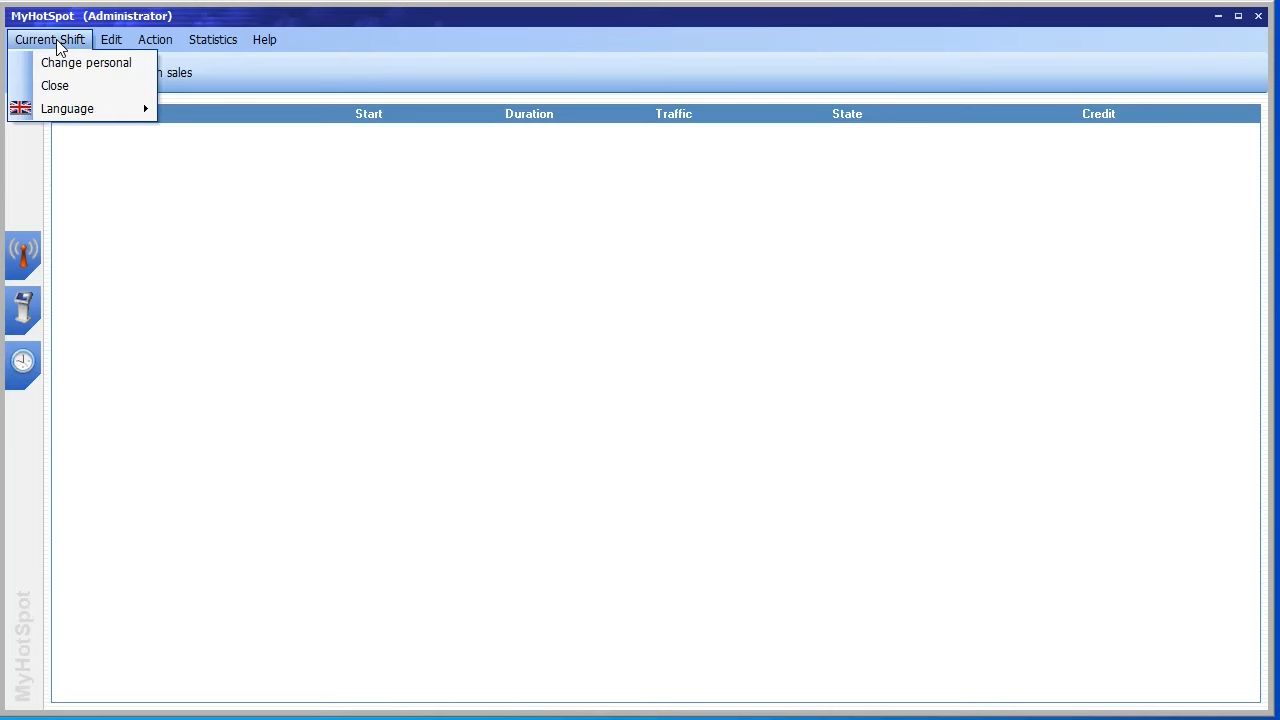 MyHotSpot (Administrator)
Current Shift Edit Action Statistics Help
Change personal
sales
Close
Language
Start Duration Traffic State Credit
MyHotSpot